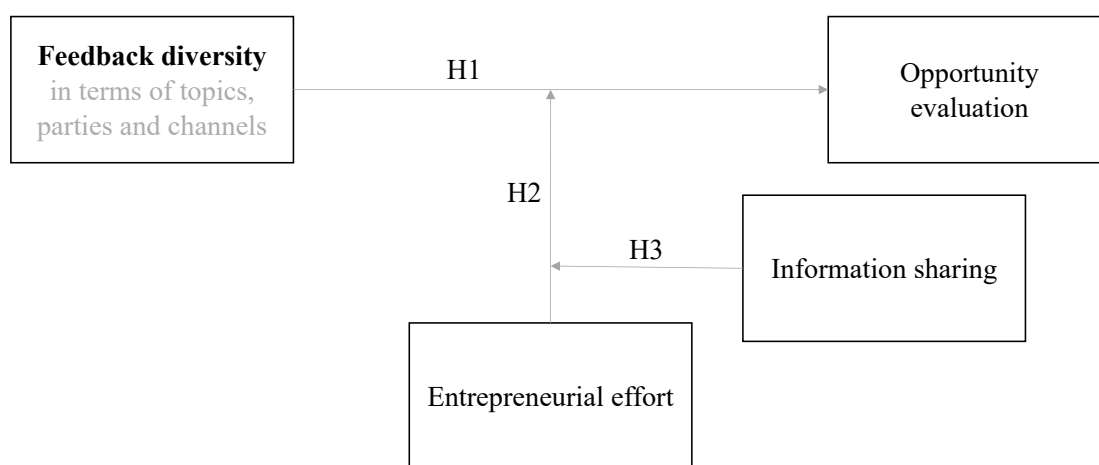 Feedback diversity
in terms of topics,
parties and channels
H1
Opportunity
evaluation
H2
H3
Information sharing
Entrepreneurial effort